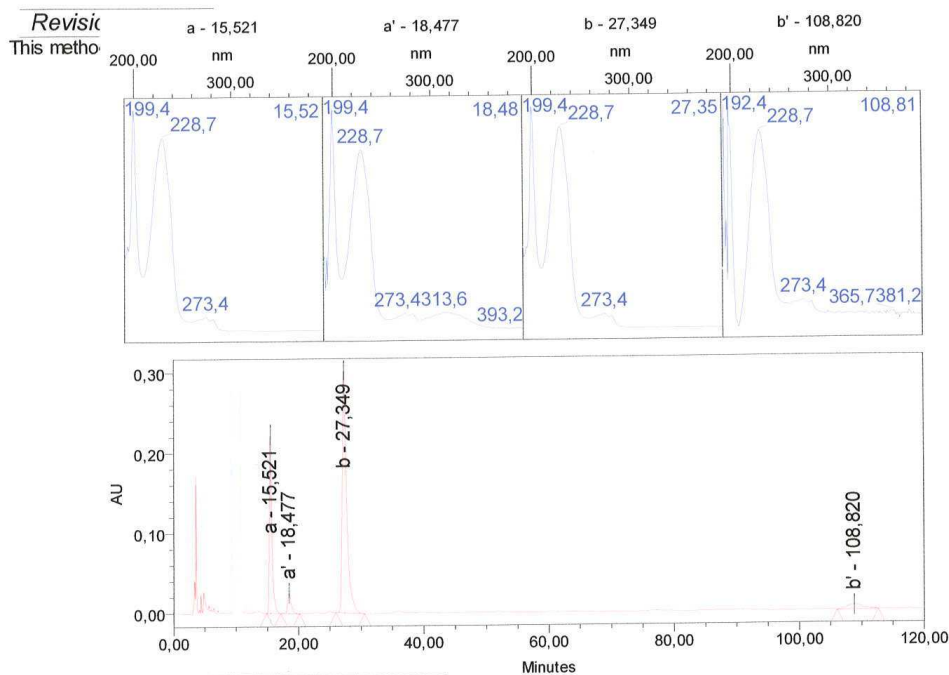 Revisi
This metho
a - 15,521 a' - 18,477 b - 27,349 b' - 108,820
nm nm nm nm
200,00 200,00 200,00 200,00
300,00 300,00 300,00 300,00
199,4 15,52 199,4 18,48 199,4 27,35 192,4 108,81
228,7 228,7 228,7 228,7
273,4 273,4313,6 393,2 273,4 273,4 365,7381,2
0,30
0,20
0,10
0,00
AU
a - 15,521
a' - 18,477
b - 27,349
b' - 108,820
0,00 20,00 40,00 60,00 80,00 100,00 120,00
Minutes